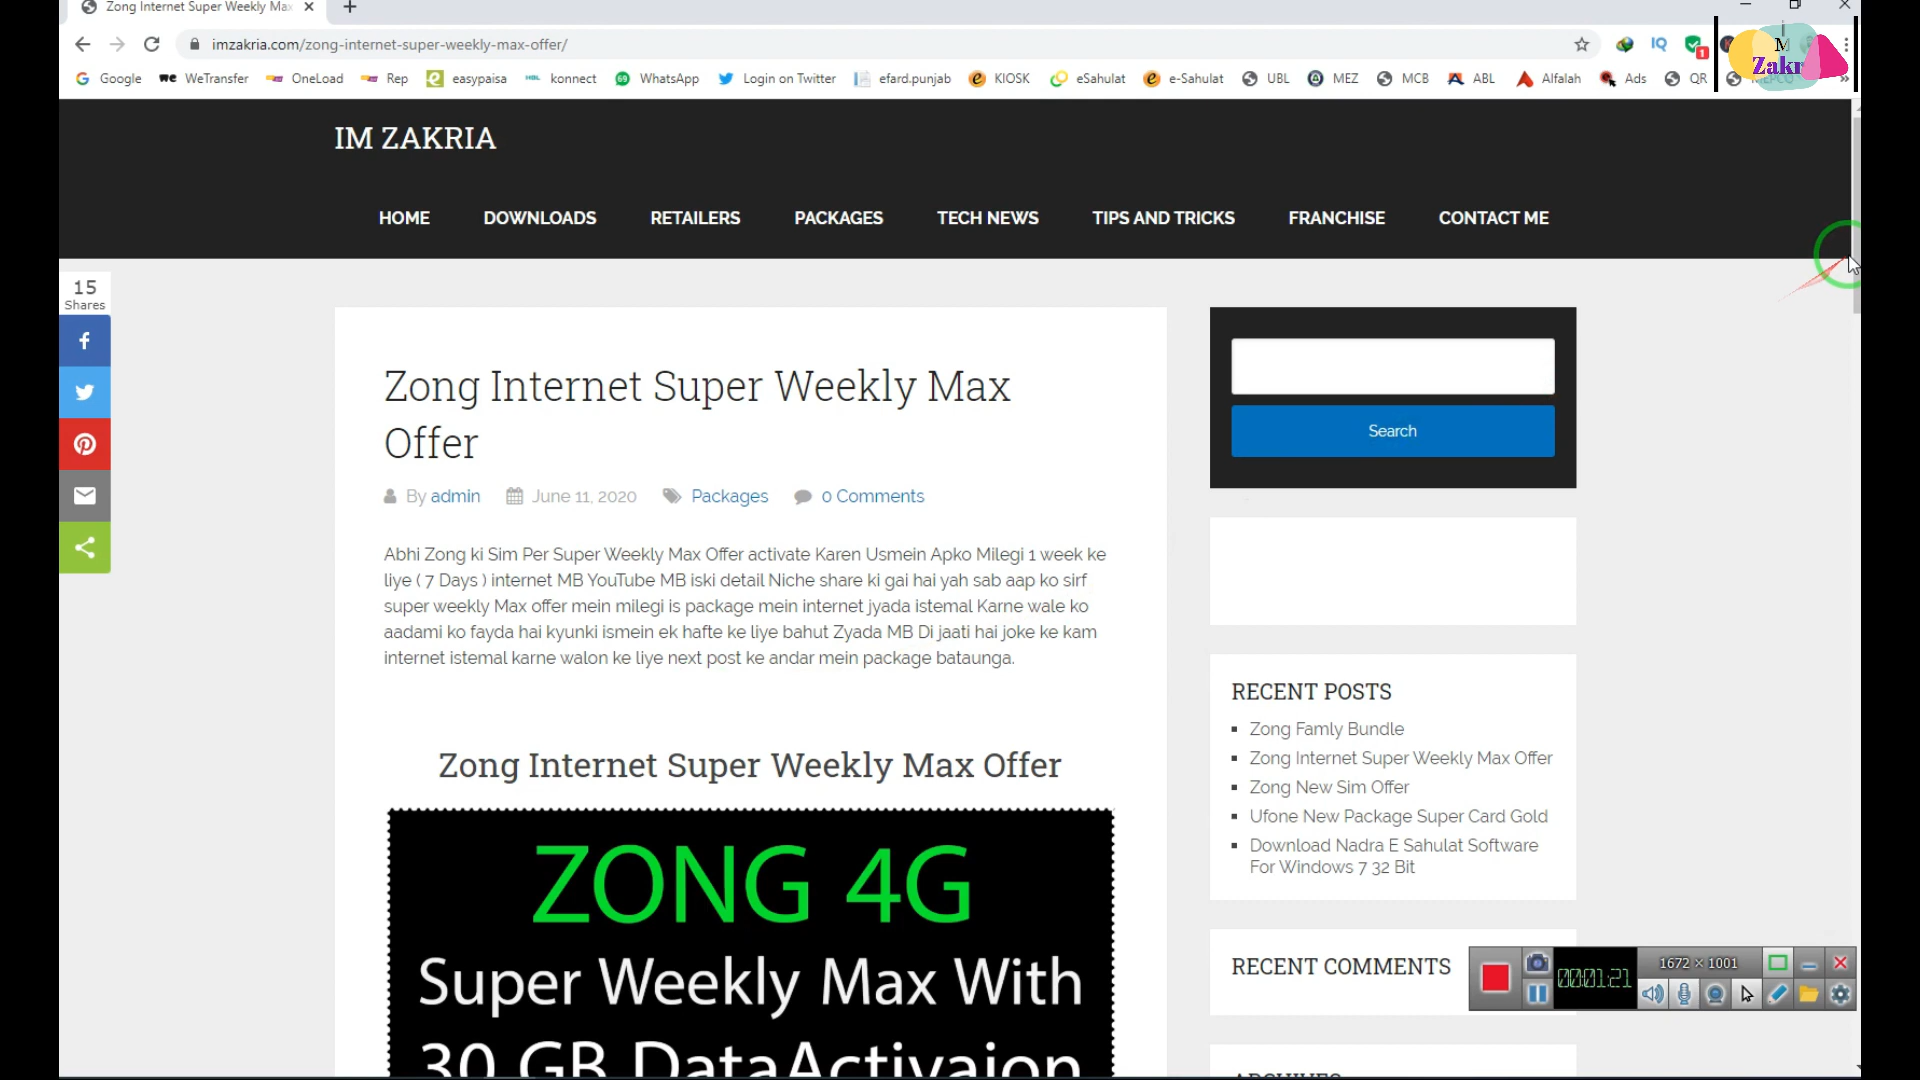 Zong Internet Super Weekly Max
imzakria.com/zong-internet-super-weekly-max-offer/
IQ
1
Google WeTransfer OneLoad Rep easypaisa konnect WhatsApp Login on Twitter efard.punjab KIOSK eSahulat e-Sahulat UBL MEZ MCB ABL Alfalah Ads QR
I
M
Zakr
IM ZAKRIA
HOME DOWNLOADS RETAILERS PACKAGES TECH NEWS TIPS AND TRICKS FRANCHISE CONTACT ME
15
Shares
Zong Internet Super Weekly Max
Offer
By admin June 11, 2020 Packages 0 Comments
Abhi Zong ki Sim Per Super Weekly Max Offer activate Karen Usmein Apko Milegi 1 week ke
liye ( 7 Days ) internet MB YouTube MB iski detail Niche share ki gai hai yah sab aap ko sirf
super weekly Max offer mein milegi is package mein internet jyada istemal Karne wale ko
aadami ko fayda hai kyunki ismein ek hafte ke liye bahut Zyada MB Di jaati hai joke ke kam
internet istemal karne walon ke liye next post ke andar mein package bataunga.
Zong Internet Super Weekly Max Offer
ZONG 4G
Super Weekly Max With
30 GB DataActivaion
Search
RECENT POSTS
Zong Famly Bundle
Zong Internet Super Weekly Max Offer
Zong New Sim Offer
Ufone New Package Super Card Gold
Download Nadra E Sahulat Software
For Windows 7 32 Bit
RECENT COMMENTS
ARCHIVES
00:01:21
1672 × 1001